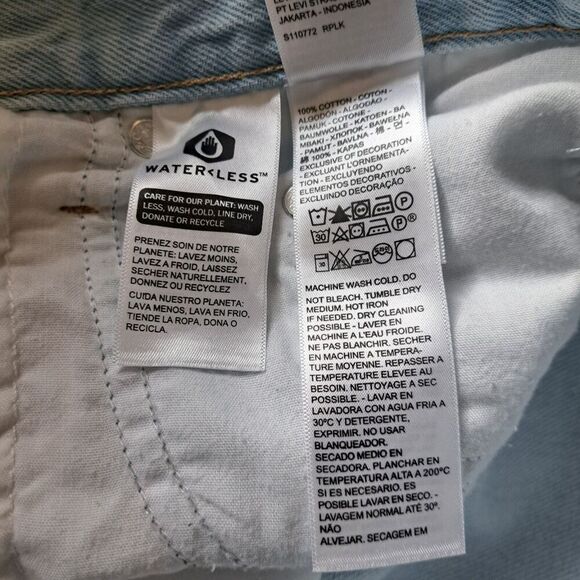 PT LEVI STRAUSS
JAKARTA - INDONESIA
S110772 RPLK
WATER<LESS™
CARE FOR OUR PLANET: WASH
LESS, WASH COLD, LINE DRY,
DONATE OR RECYCLE
PRENEZ SOIN DE NOTRE
PLANETE: LAVEZ MOINS,
LAVEZ A FROID, LAISSEZ
SECHER NATURELLEMENT,
DONNEZ OU RECYCLEZ
CUIDA NUESTRO PLANETA:
LAVA MENOS, LAVA EN FRIO,
TIENDE LA ROPA, DONA O
RECICLA.
100% COTTON - COTON -
ALGODÓN - ALGODÃO -
PAMUK - COTONE -
BAUMWOLLE - KATOEN - BA
MBAKI - ХЛОПОК - BAWEŁNA
- PAMUT - BAVLNA - 棉 - 면 -
綿 100% - KAPAS
EXCLUSIVE OF DECORATION
- EXCLUANT L'ORNEMENTA-
TION - EXCLUYENDO
ELEMENTOS DECORATIVOS -
EXCLUINDO DECORAÇÃO
30
MACHINE WASH COLD. DO
NOT BLEACH. TUMBLE DRY
MEDIUM. HOT IRON
IF NEEDED. DRY CLEANING
POSSIBLE - LAVER EN
MACHINE A L'EAU FROIDE.
NE PAS BLANCHIR. SECHER
EN MACHINE A TEMPERA-
TURE MOYENNE. REPASSER A
TEMPERATURE ELEVEE AU
BESOIN. NETTOYAGE A SEC
POSSIBLE. - LAVAR EN
LAVADORA CON AGUA FRIA A
30ºC Y DETERGENTE,
EXPRIMIR. NO USAR
BLANQUEADOR.
SECADO MEDIO EN
SECADORA. PLANCHAR EN
TEMPERATURA ALTA A 200ºC
SI ES NECESARIO. ES
POSIBLE LAVAR EN SECO. -
LAVAGEM NORMAL ATÉ 30º.
NÃO
ALVEJAR. SECAGEM EM